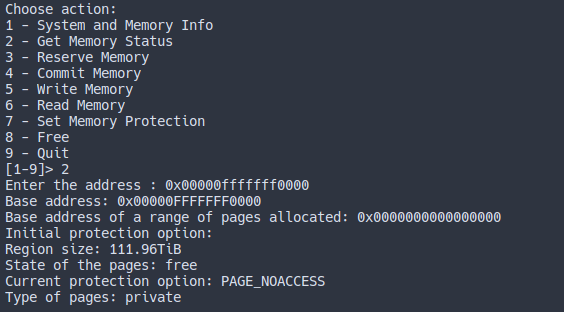 Choose action:
1 - System and Memory Info
2 - Get Memory Status
3 - Reserve Memory
4 - Commit Memory
5 - Write Memory
6 - Read Memory
7 - Set Memory Protection
8 - Free
9 - Quit
[1-9]> 2
Enter the address : 0x00000fffffff0000
Base address: 0x00000FFFFFFF0000
Base address of a range of pages allocated: 0x0000000000000000
Initial protection option:
Region size: 111.96TiB
State of the pages: free
Current protection option: PAGE_NOACCESS
Type of pages: private